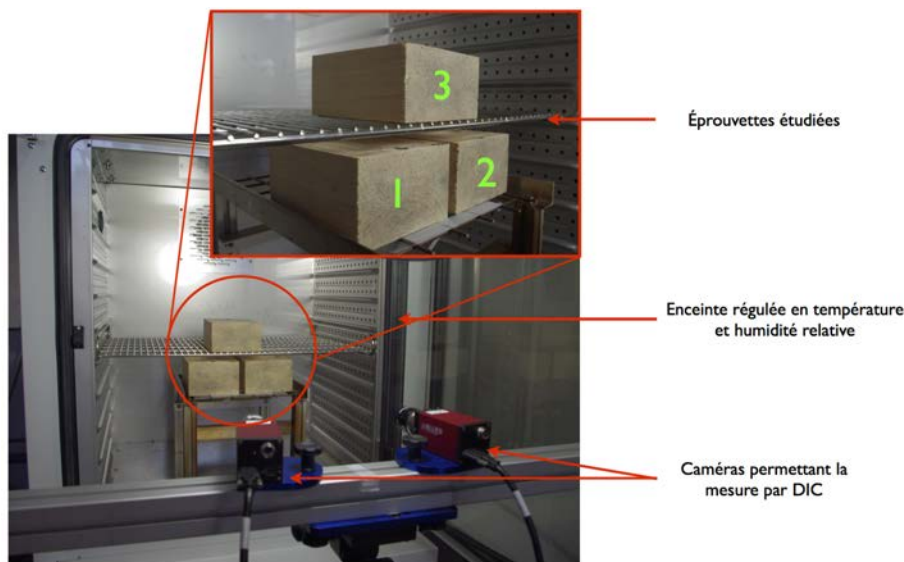 3
1
2
Éprouvettes étudiées
Enceinte régulée en température
et humidité relative
Caméras permettant la
mesure par DIC